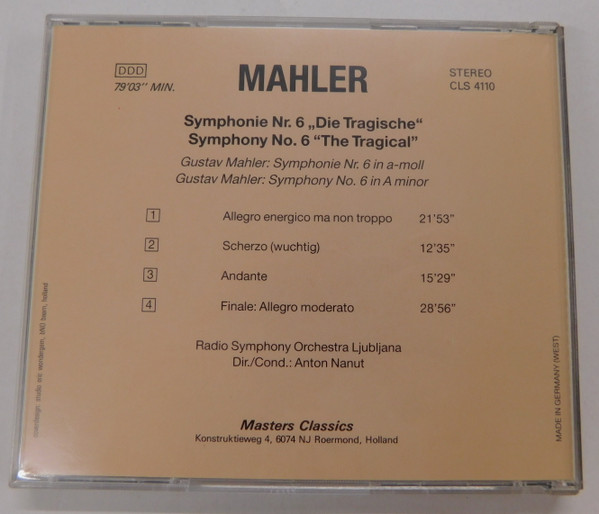 DDD
79'03" MIN.
MAHLER
STEREO
CLS 4110
Symphonie Nr. 6 „Die Tragische“
Symphony No. 6 “The Tragical”
Gustav Mahler: Symphonie Nr. 6 in a-moll
Gustav Mahler: Symphony No. 6 in A minor
1 Allegro energico ma non troppo 21'53"
2 Scherzo (wuchtig) 12'35"
3 Andante 15'29"
4 Finale: Allegro moderato 28'56"
Radio Symphony Orchestra Ljubljana
Dir./Cond.: Anton Nanut
Masters Classics
Konstruktieweg 4, 6074 NJ Roermond, Holland
MADE IN GERMANY (WEST)
studio
holland